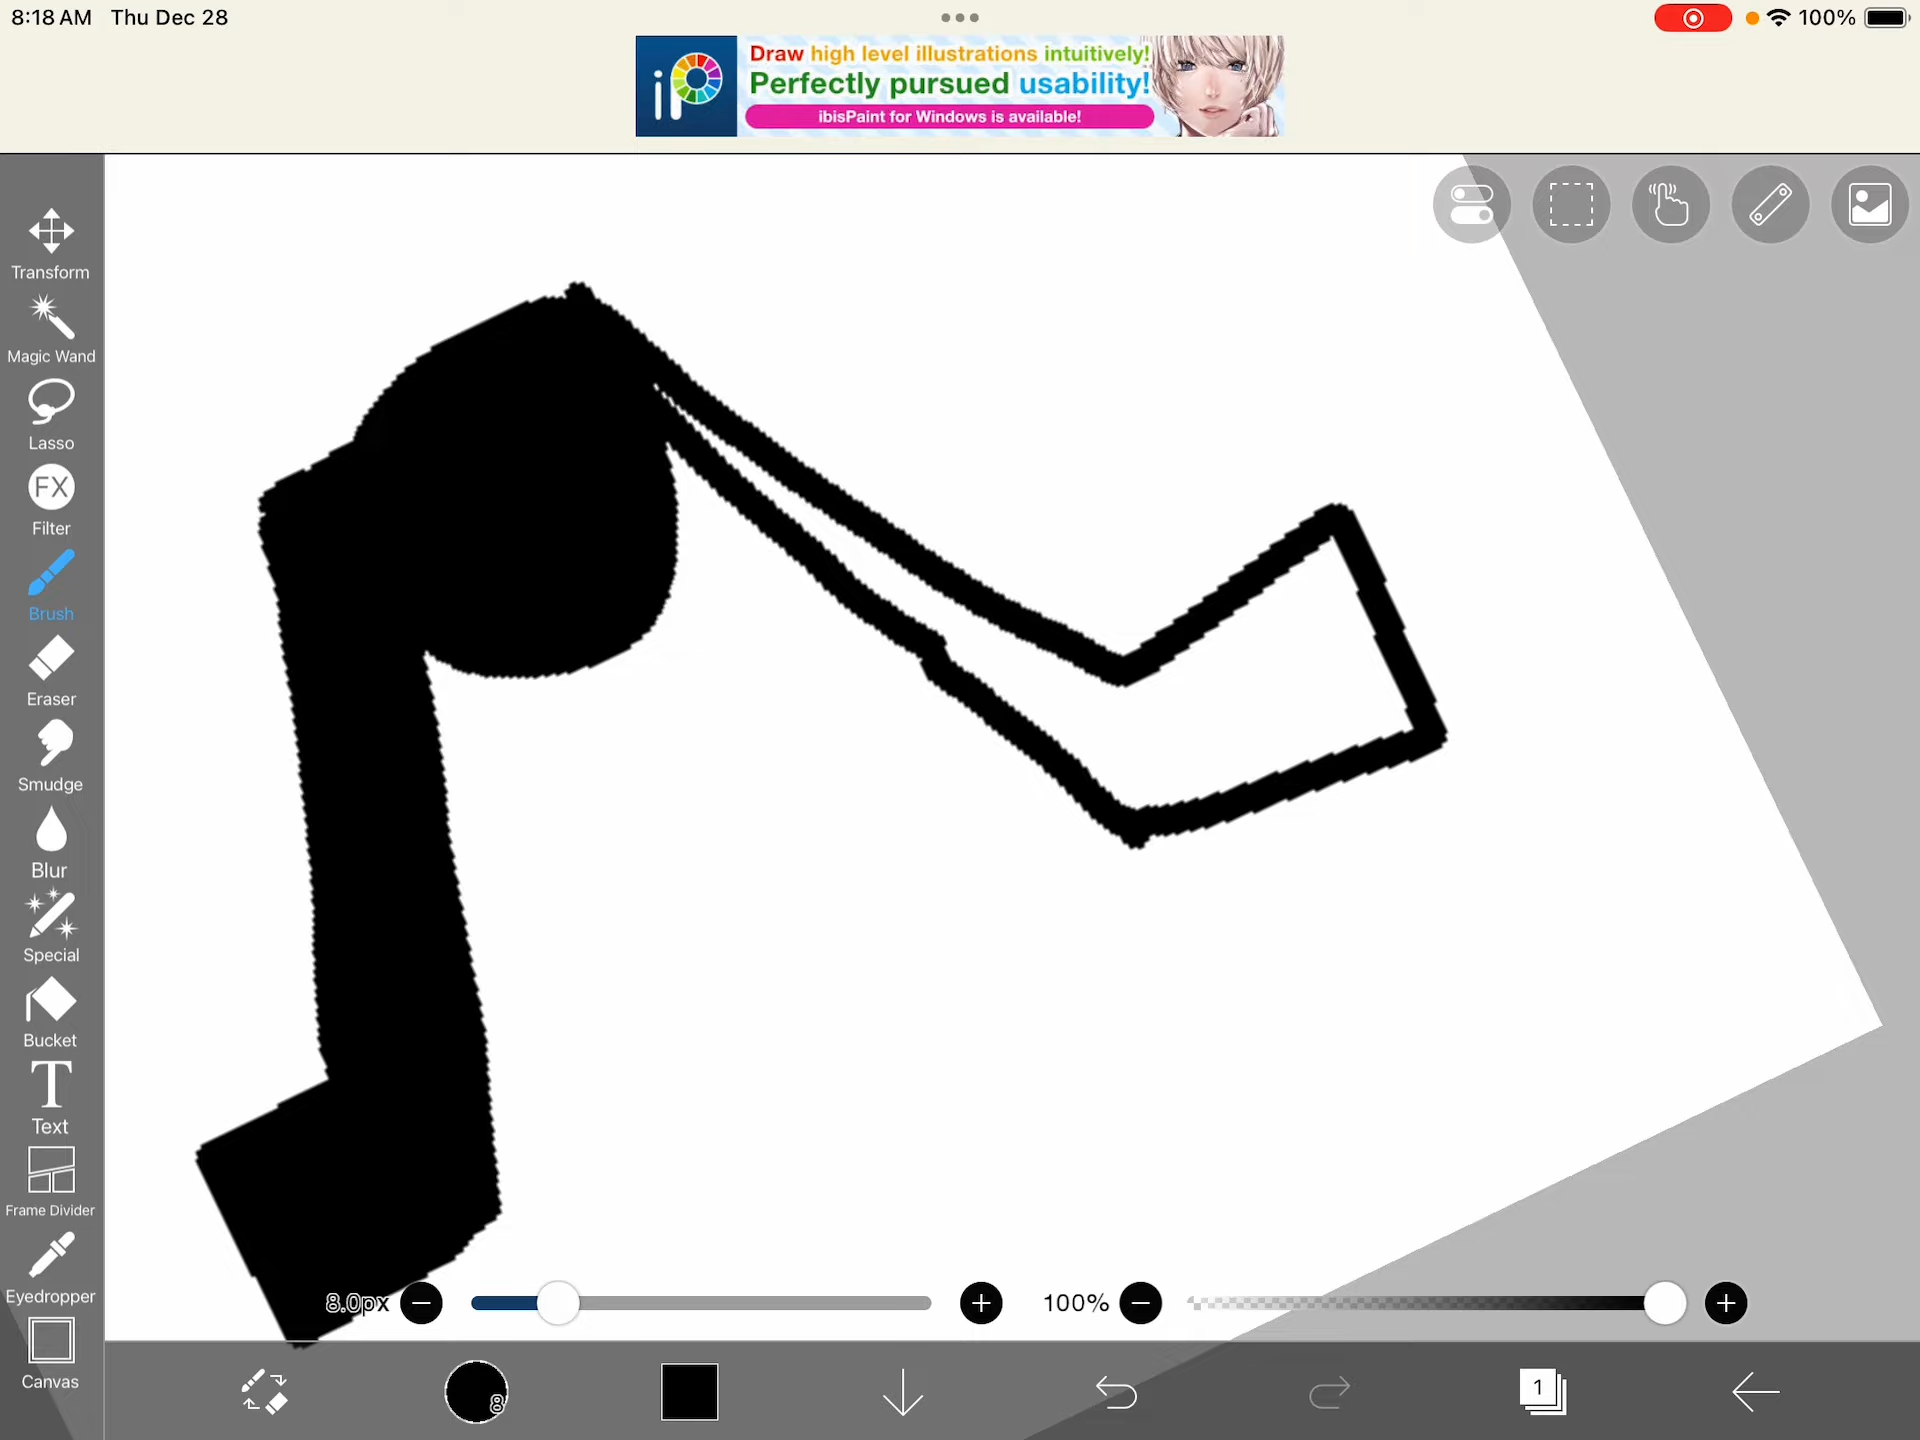 8:18 AM Thu Dec 28
100%
Draw high level illustrations intuitively!
iP Perfectly pursued usability!
ibisPaint for Windows is available!
Transform
Magic Wand
Lasso
FX
Filter
Brush
Eraser
Smudge
Blur
Special
Bucket
T
Text
Frame Divider
Eyedropper
Canvas
8.0px
100%
8
1